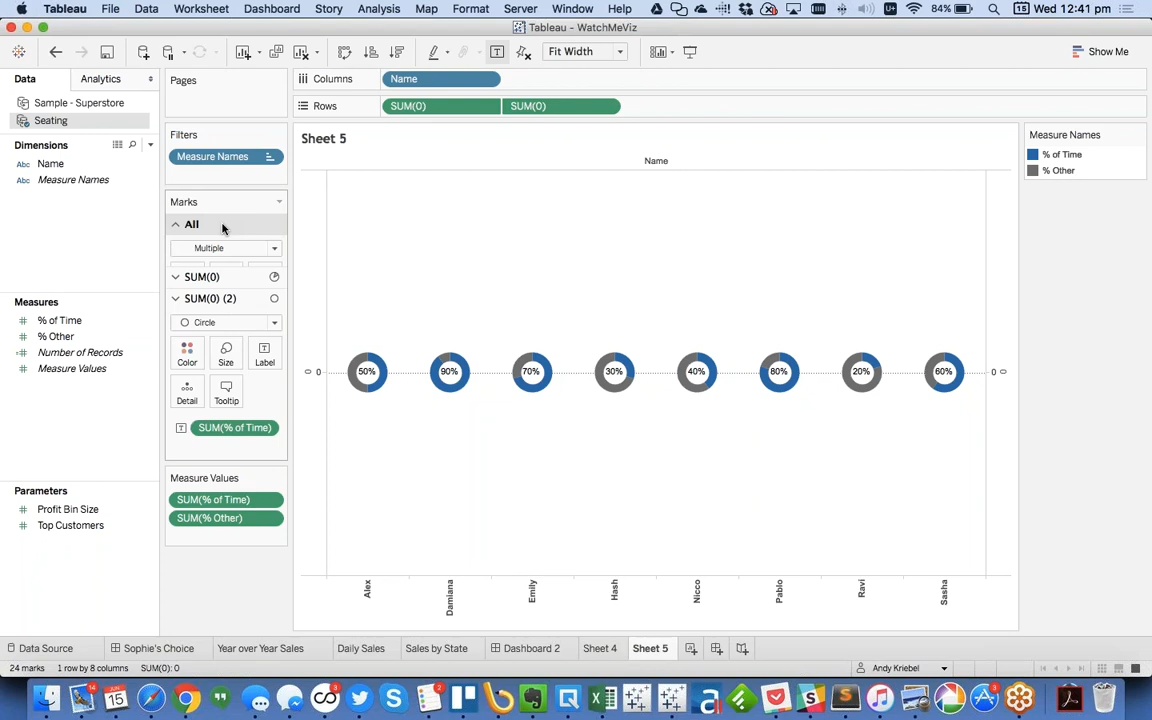 Tableau File Data Worksheet Dashboard Story Analysis Map Format Server Window Help 84% Wed 12:41 pm
Tableau - WatchMeViz
Fit Width Show Me
Data Analytics
Sample - Superstore
Seating
Dimensions
Abc Name
Abc Measure Names
Measures
% of Time
% Other
Number of Records
Measure Values
Parameters
Profit Bin Size
Top Customers
Pages
Filters
Measure Names
Marks
All
Multiple
SUM(0)
SUM(0) (2)
Circle
Color Size Label
Detail Tooltip
SUM(% of Time)
Measure Values
SUM(% of Time)
SUM(% Other)
Columns Name
Rows SUM(0) SUM(0)
Sheet 5
Name
0 50% 90% 70% 30% 40% 80% 20% 60% 0
Alex Damiana Emily Hash Nicco Pablo Ravi Sasha
Measure Names
% of Time
% Other
Data Source Sophie's Choice Year over Year Sales Daily Sales Sales by State Dashboard 2 Sheet 4 Sheet 5
24 marks 1 row by 8 columns SUM(0): 0 Andy Kriebel